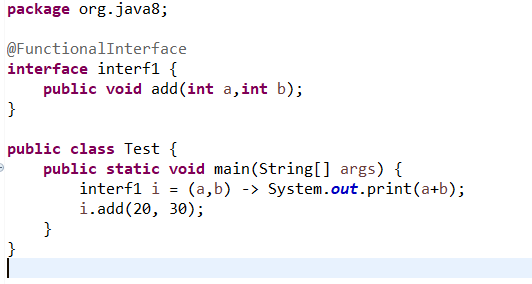 package org.java8;
@FunctionalInterface
interface interf1 {
public void add(int a,int b);
}
public class Test {
public static void main(String[] args) {
interf1 i = (a,b) -> System.out.print(a+b);
i.add(20, 30);
}
}